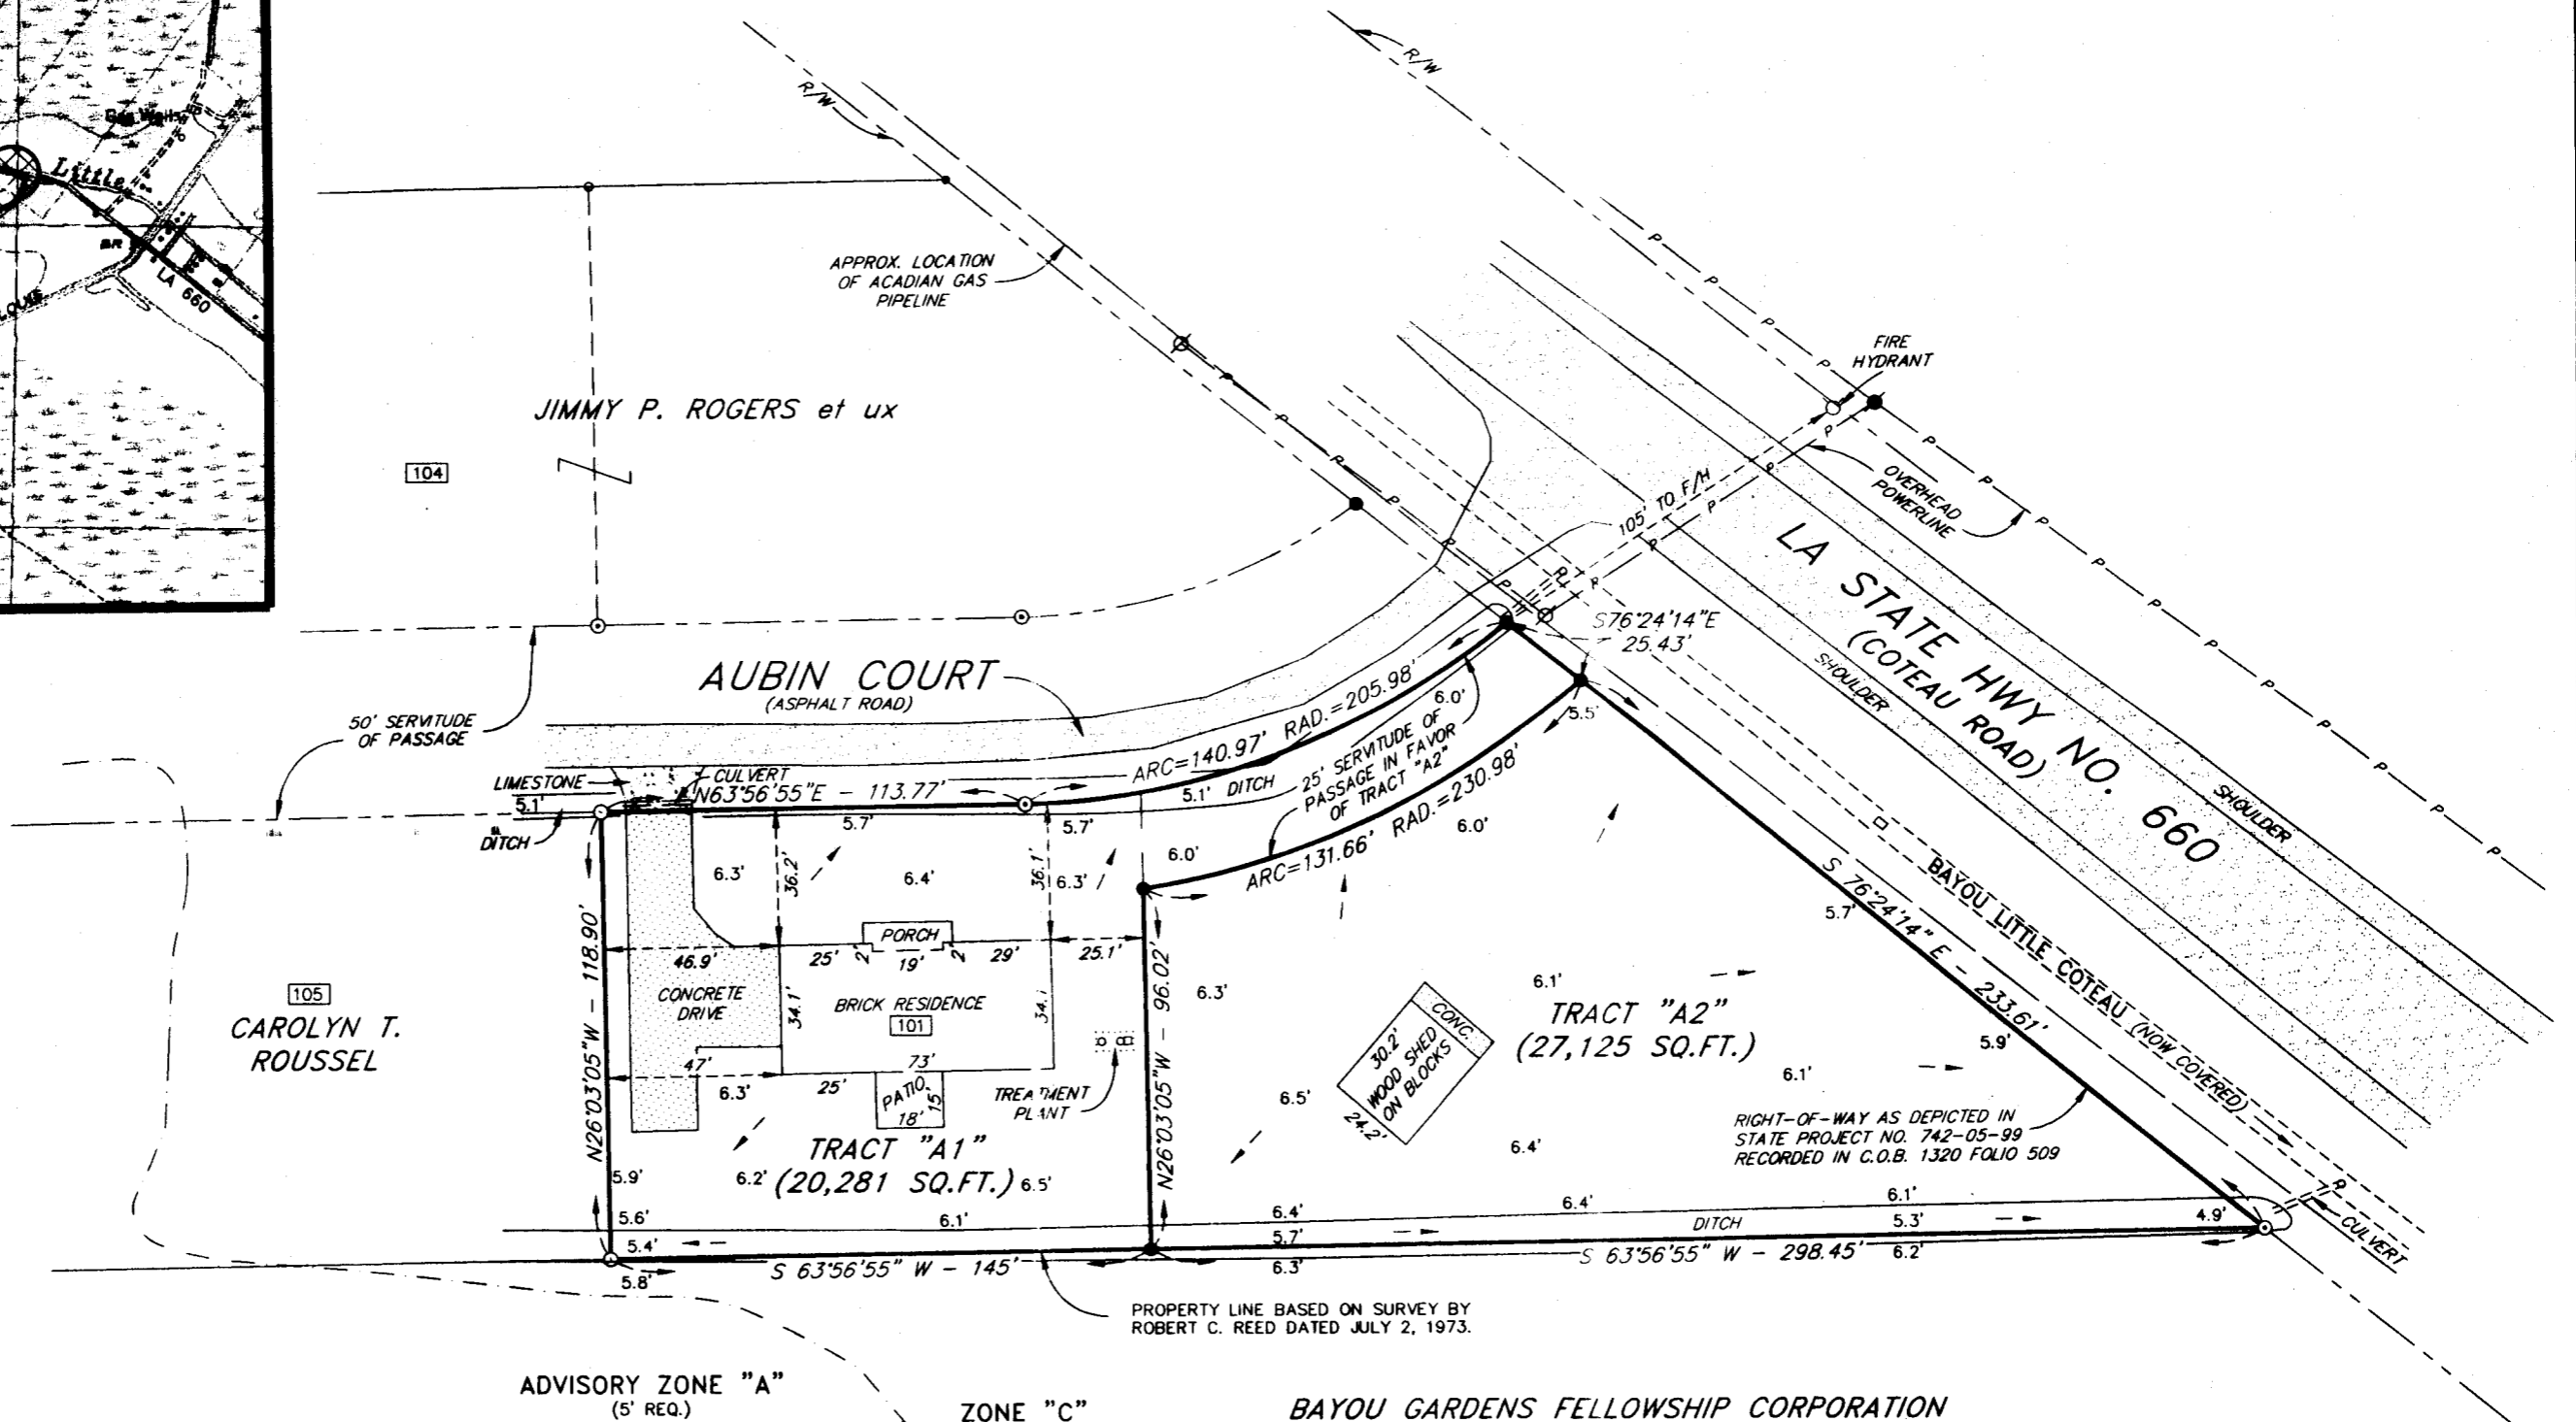 Little
BR
LA 660
R/W
R/W
APPROX. LOCATION
OF ACADIAN GAS
PIPELINE
FIRE
HYDRANT
JIMMY P. ROGERS et ux
104
105' TO F/H
OVERHEAD
POWERLINE
LA STATE HWY NO. 660
(COTEAU ROAD)
SHOULDER
SHOULDER
S76°24'14"E
25.43'
AUBIN COURT
(ASPHALT ROAD)
50' SERVITUDE
OF PASSAGE
ARC=140.97' RAD.=205.98'
6.0'
25' SERVITUDE OF
PASSAGE IN FAVOR
OF TRACT "A2"
5.5'
LIMESTONE
CULVERT
N63°56'55"E - 113.77'
5.1'
DITCH
5.1' DITCH
5.7'
5.7'
6.0'
6.0'
ARC=131.66' RAD.=230.98'
36.2'
36.1'
6.3'
6.4'
6.3'
N26°03'05"W - 118.90'
PORCH
46.9'
25'
2'
19'
2'
29'
25.1'
CONCRETE
DRIVE
34.1'
BRICK RESIDENCE
101
34.1
105
CAROLYN T.
ROUSSEL
47'
73'
6.3'
25'
PATIO
15'
18'
TREATMENT
PLANT
TRACT "A1"
(20,281 SQ.FT.)
5.9'
6.2'
6.5'
N26°03'05"W - 96.02'
6.3'
6.5'
CONC.
30.2'
WOOD SHED
ON BLOCKS
24.2'
6.1'
TRACT "A2"
(27,125 SQ.FT.)
5.7'
S 76°24'14" E - 233.61'
BAYOU LITTLE COTEAU (NOW COVERED)
5.9'
6.1'
6.4'
RIGHT-OF-WAY AS DEPICTED IN
STATE PROJECT NO. 742-05-99
RECORDED IN C.O.B. 1320 FOLIO 509
5.6'
6.1'
6.4'
6.4'
6.1'
5.4'
5.7'
DITCH
5.3'
4.9'
CULVERT
5.8'
S 63°56'55" W - 145'
6.3'
S 63°56'55" W - 298.45'
6.2'
PROPERTY LINE BASED ON SURVEY BY
ROBERT C. REED DATED JULY 2, 1973.
ADVISORY ZONE "A"
(5' REQ.)
ZONE "C"
BAYOU GARDENS FELLOWSHIP CORPORATION